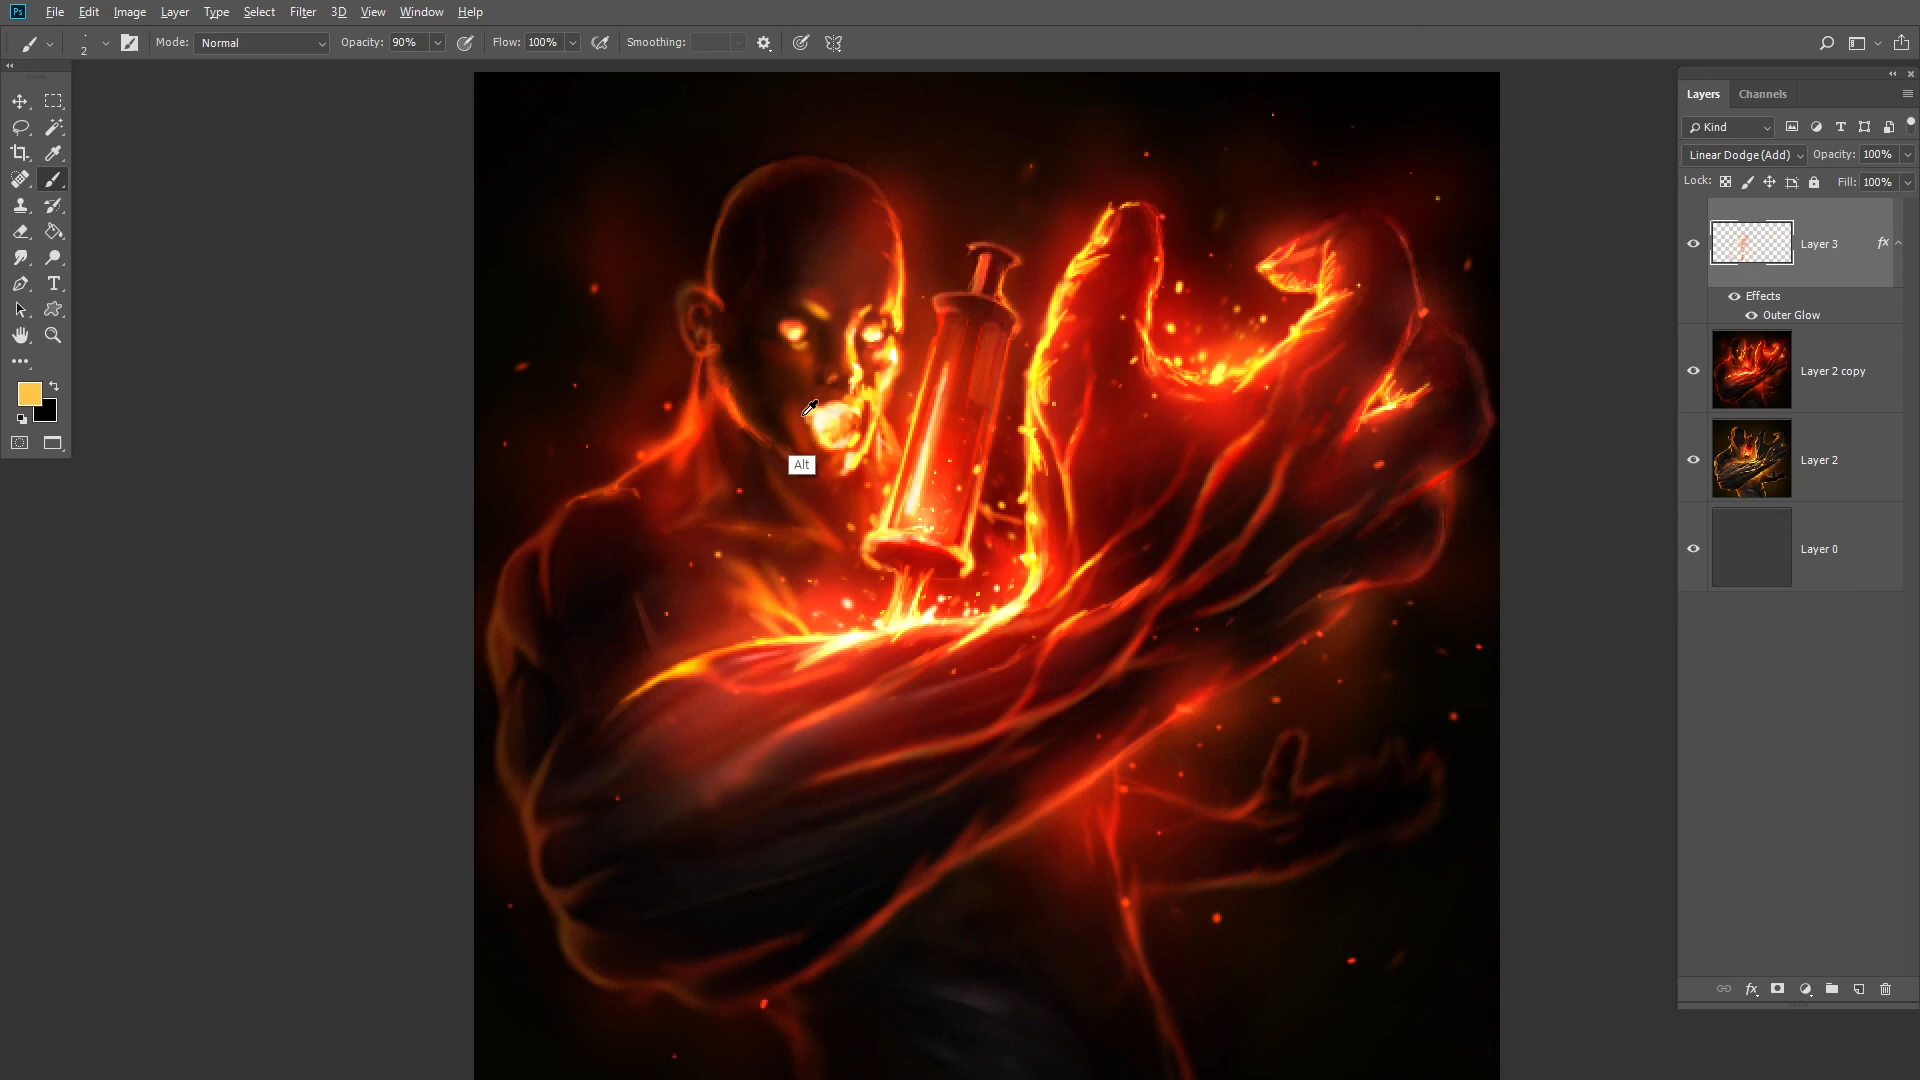 Ps File Edit Image Layer Type Select Filter 3D View Window Help
2 Mode: Normal Opacity: 90% Flow: 100% Smoothing:
Layers Channels
Kind
Linear Dodge (Add) Opacity: 100%
Lock: Fill: 100%
Layer 3 fx
Effects
Outer Glow
Layer 2 copy
Layer 2
Layer 0
Alt
fx